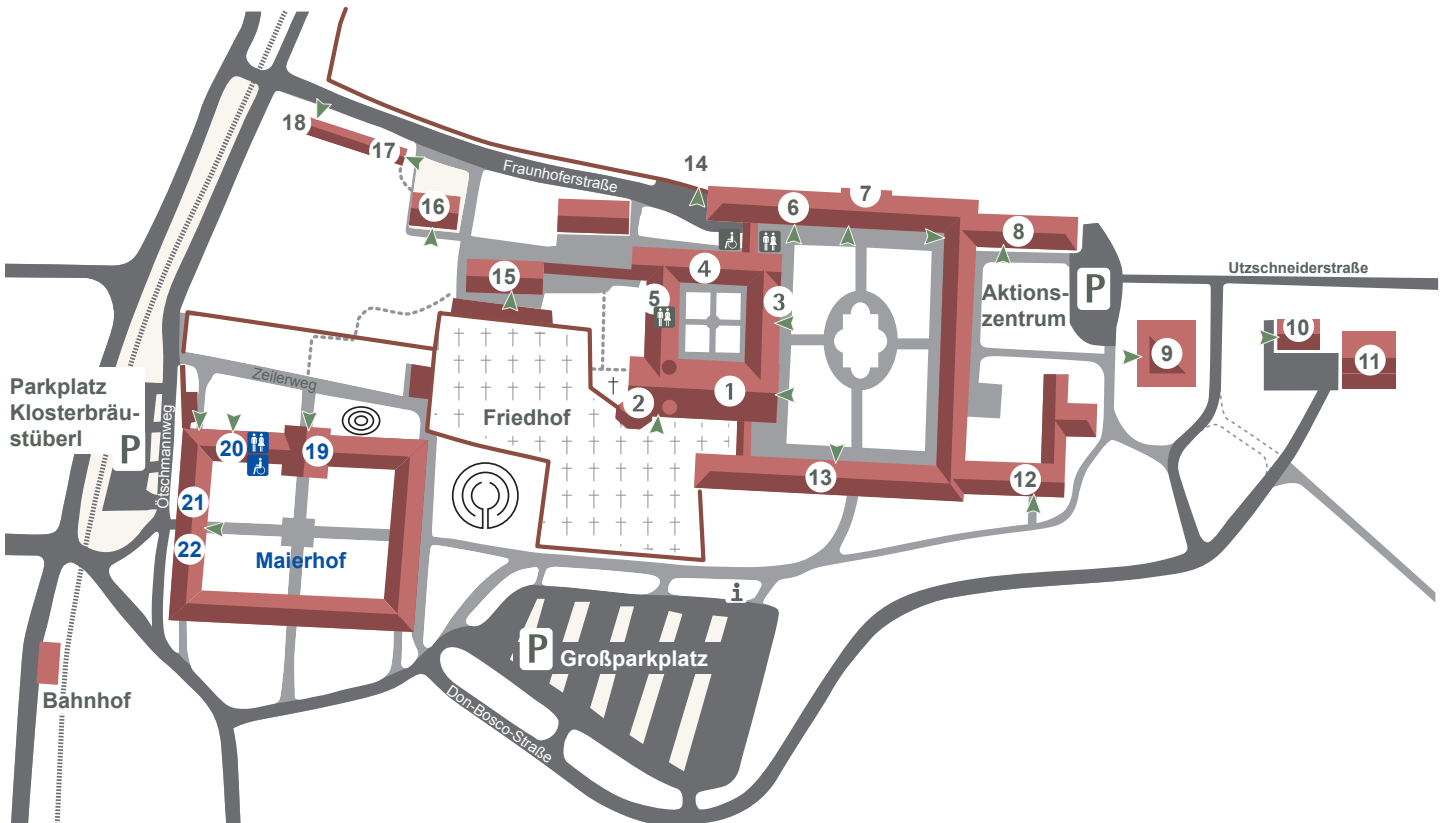 18
17
Fraunhoferstraße
14
16
6
7
8
15
4
5
3
Aktions-
zentrum
P
Utzschneiderstraße
9
10
11
Parkplatz
Klosterbräu-
stüberl
P
Zeilerweg
Ötschmannweg
Friedhof
2
1
20
19
21
22
Maierhof
13
12
i
P
Großparkplatz
Bahnhof
Don-Bosco-Straße